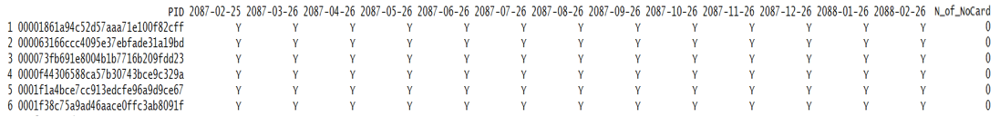 PID 2087-02-25 2087-03-26 2087-04-26 2087-05-26 2087-06-26 2087-07-26 2087-08-26 2087-09-26 2087-10-26 2087-11-26 2087-12-26 2088-01-26 2088-02-26 N_of_NoCard
1 00001861a94c52d57aaa71e100f82cff Y Y Y Y Y Y Y Y Y Y Y Y Y 0
2 000063166ccc4095e37ebfade31a19bd Y Y Y Y Y Y Y Y Y Y Y Y Y 0
3 000073fb691e8004b1b7716b209fdd23 Y Y Y Y Y Y Y Y Y Y Y Y Y 0
4 0000f44306588ca57b30743bce9c329a Y Y Y Y Y Y Y Y Y Y Y Y Y 0
5 0001f1a4bce7cc913edcfe96a9d9ce67 Y Y Y Y Y Y Y Y Y Y Y Y Y 0
6 0001f38c75a9ad46aace0ffc3ab8091f Y Y Y Y Y Y Y Y Y Y Y Y Y 0